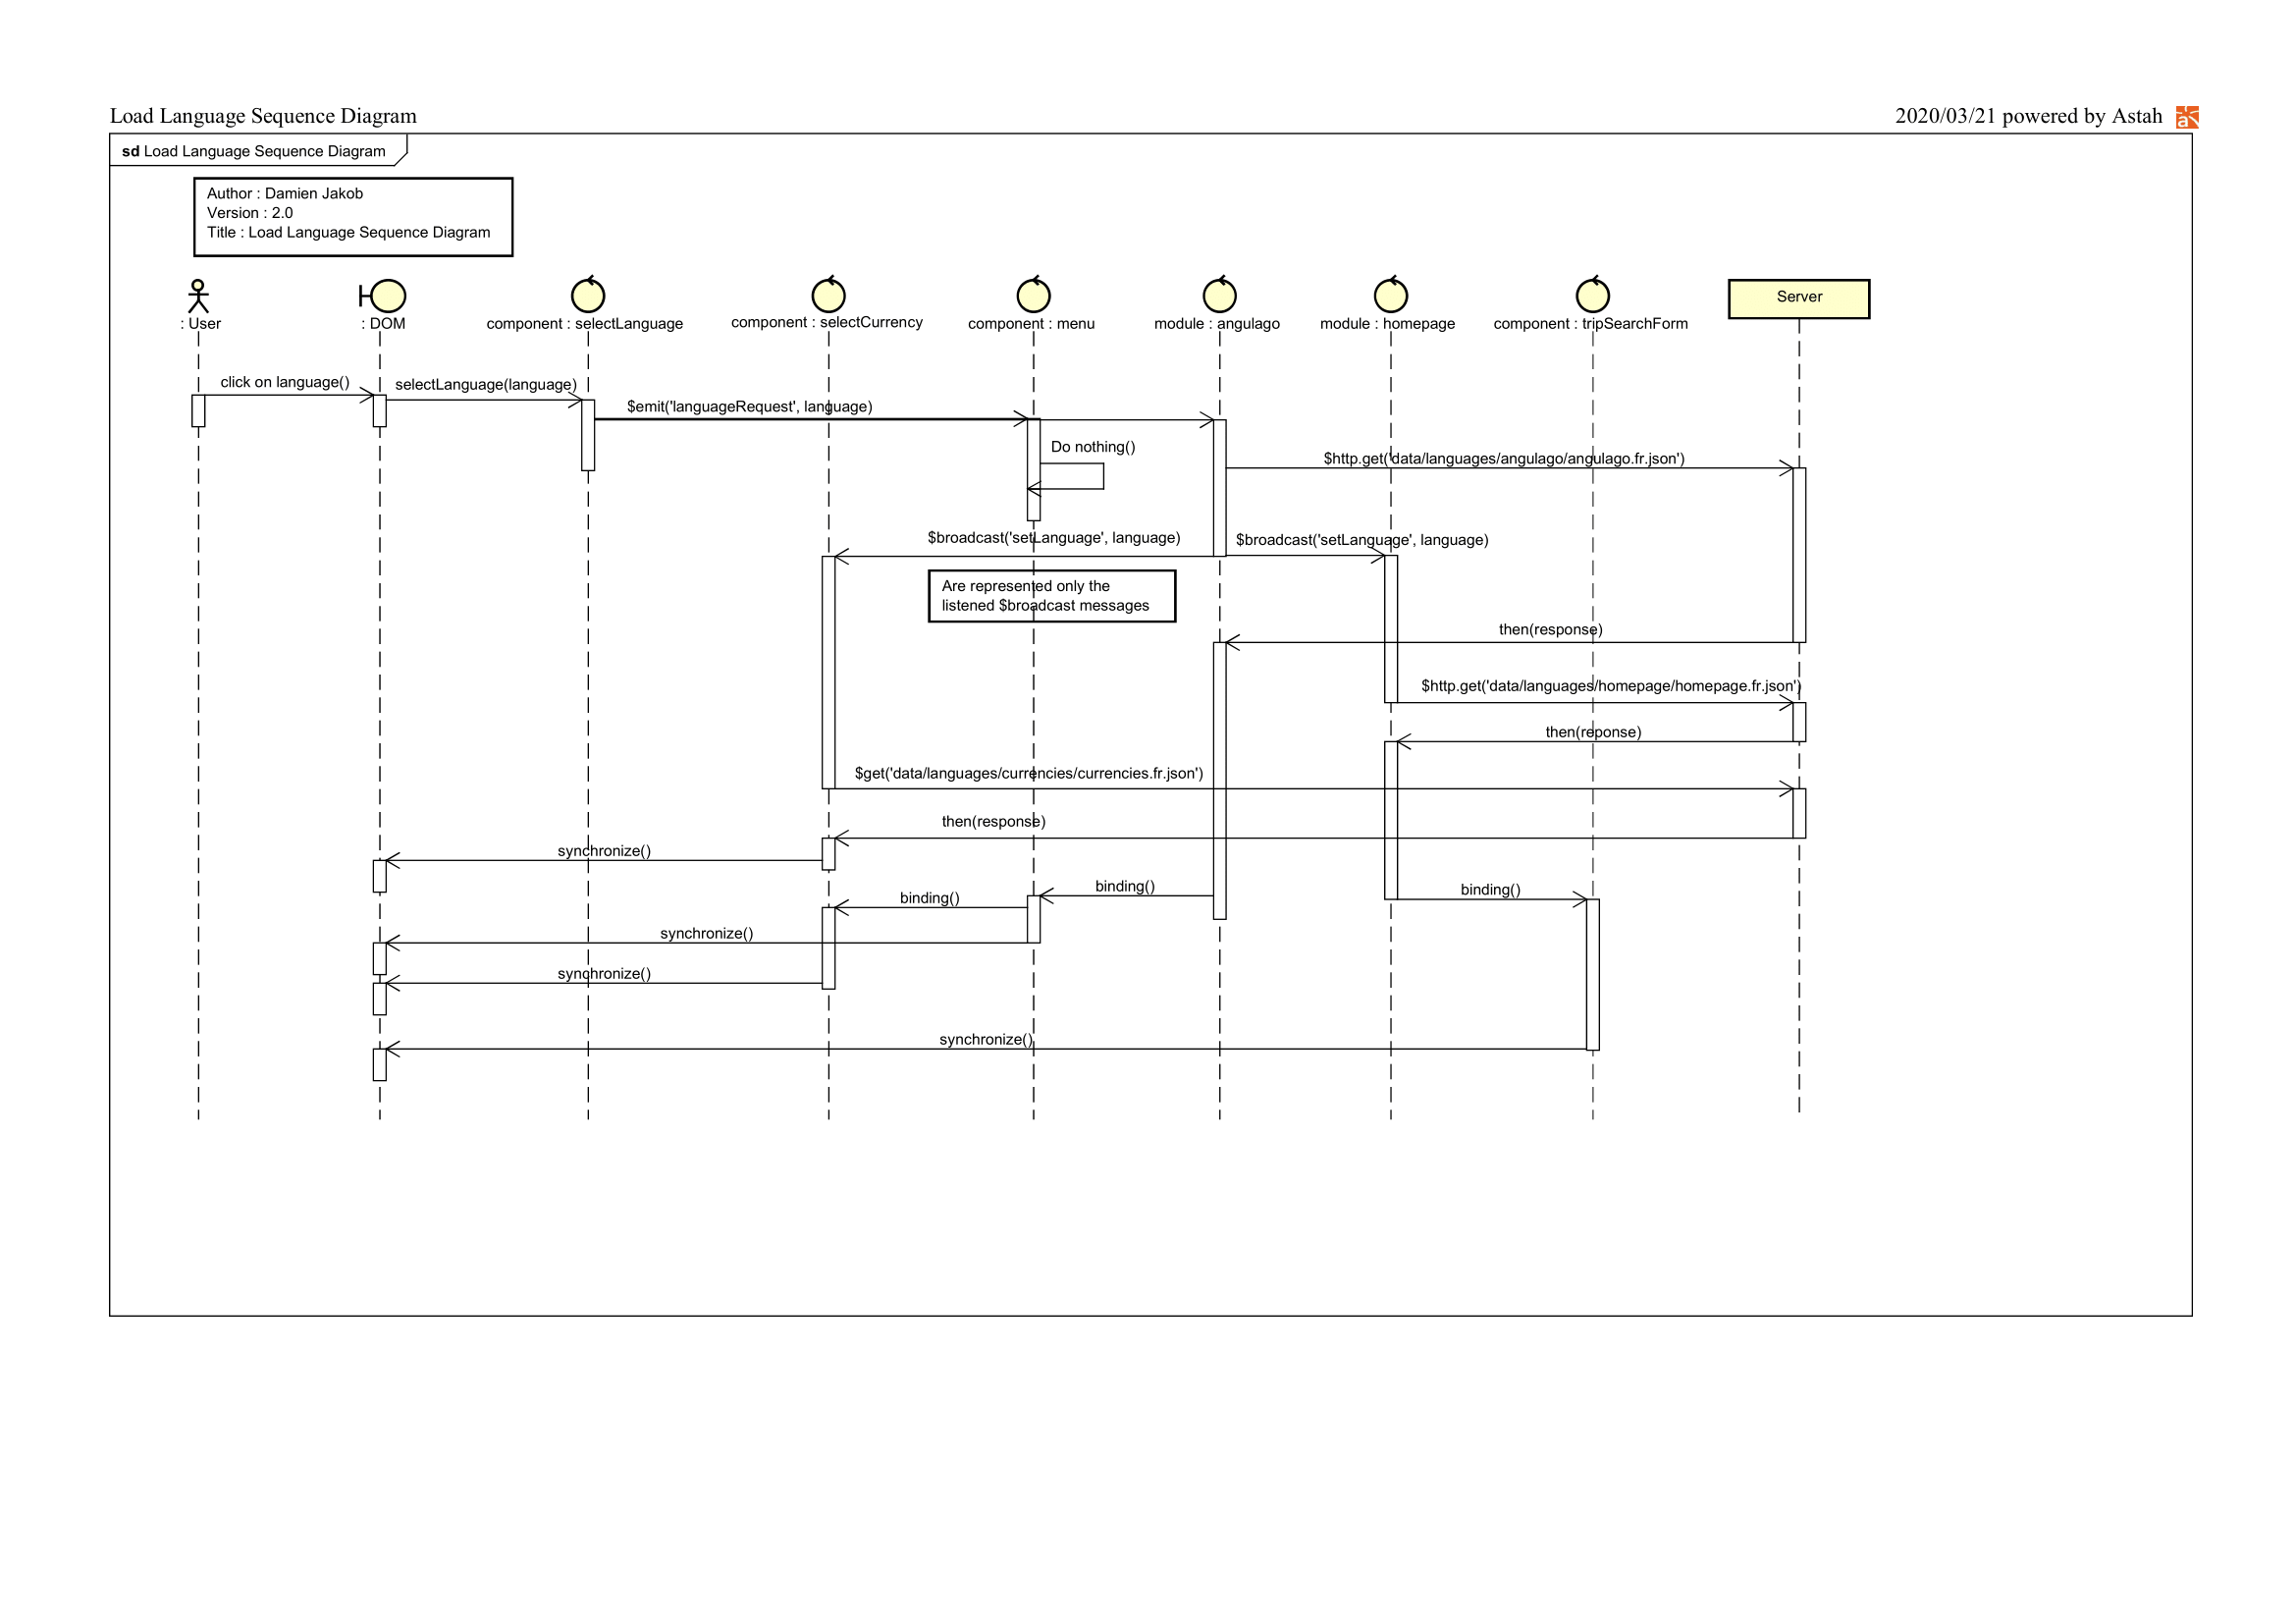 Load Language Sequence Diagram
2020/03/21 powered by Astah
sd Load Language Sequence Diagram
Author : Damien Jakob
Version : 2.0
Title : Load Language Sequence Diagram
: User
: DOM
component : selectLanguage
component : selectCurrency
component : menu
module : angulago
module : homepage
component : tripSearchForm
Server
click on language()
selectLanguage(language)
$emit('languageRequest', language)
Do nothing()
$http.get('data/languages/angulago/angulago.fr.json')
$broadcast('setLanguage', language)
$broadcast('setLanguage', language)
Are represented only the
listened $broadcast messages
then(response)
$http.get('data/languages/homepage/homepage.fr.json')
then(reponse)
$get('data/languages/currencies/currencies.fr.json')
then(response)
synchronize()
binding()
binding()
binding()
synchronize()
synchronize()
synchronize()